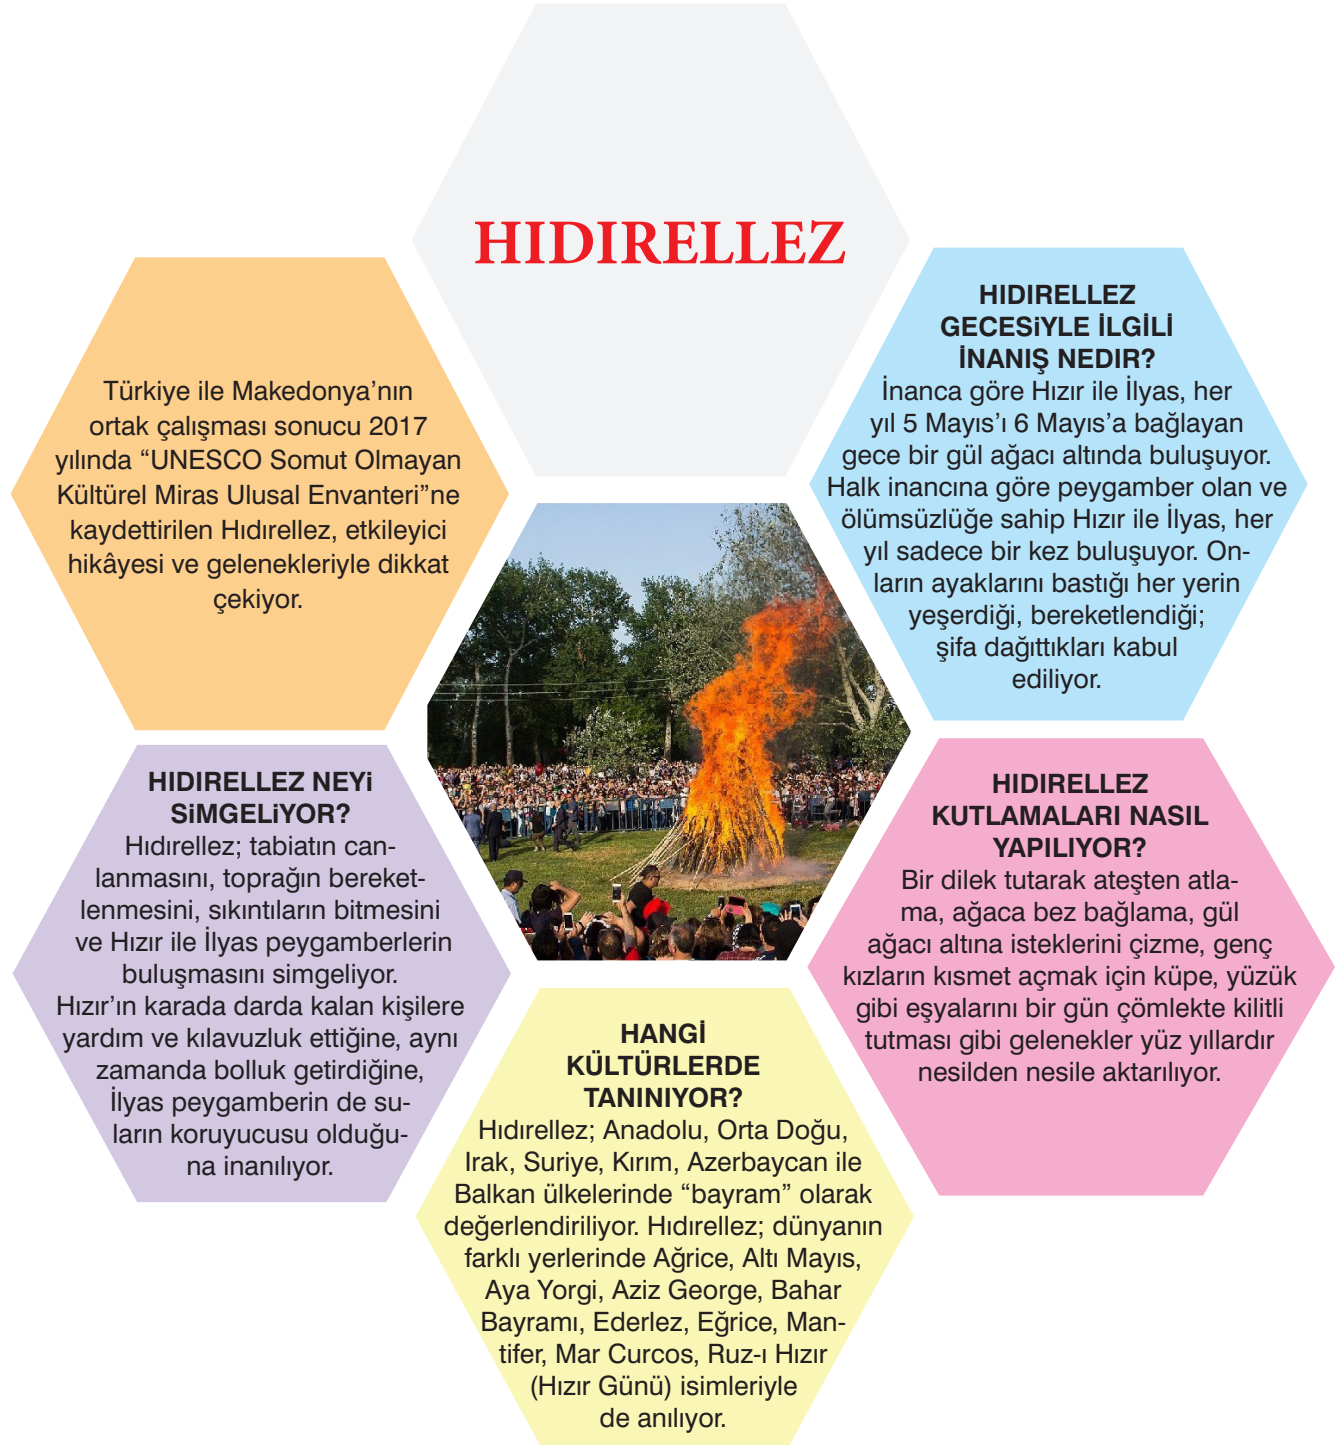 HIDIRELLEZ
Türkiye ile Makedonya’nın
ortak çalışması sonucu 2017
yılında “UNESCO Somut Olmayan
Kültürel Miras Ulusal Envanteri”ne
kaydettirilen Hıdırellez, etkileyici
hikâyesi ve gelenekleriyle dikkat
çekiyor.
HIDIRELLEZ
GECESiYLE İLGİLİ
İNANIŞ NEDIR?
İnanca göre Hızır ile İlyas, her
yıl 5 Mayıs’ı 6 Mayıs’a bağlayan
gece bir gül ağacı altında buluşuyor.
Halk inancına göre peygamber olan ve
ölümsüzlüğe sahip Hızır ile İlyas, her
yıl sadece bir kez buluşuyor. On-
ların ayaklarını bastığı her yerin
yeşerdiği, bereketlendiği;
şifa dağıttıkları kabul
ediliyor.
HIDIRELLEZ NEYi
SiMGELiYOR?
Hıdırellez; tabiatın can-
lanmasını, toprağın bereket-
lenmesini, sıkıntıların bitmesini
ve Hızır ile İlyas peygamberlerin
buluşmasını simgeliyor.
Hızır’ın karada darda kalan kişilere
yardım ve kılavuzluk ettiğine, aynı
zamanda bolluk getirdiğine,
İlyas peygamberin de su-
ların koruyucusu olduğu-
na inanılıyor.
HIDIRELLEZ
KUTLAMALARI NASIL
YAPILIYOR?
Bir dilek tutarak ateşten atla-
ma, ağaca bez bağlama, gül
ağacı altına isteklerini çizme, genç
kızların kısmet açmak için küpe, yüzük
gibi eşyalarını bir gün çömlekte kilitli
tutması gibi gelenekler yüz yıllardır
nesilden nesile aktarılıyor.
HANGİ
KÜLTÜRLERDE
TANINIYOR?
Hıdırellez; Anadolu, Orta Doğu,
Irak, Suriye, Kırım, Azerbaycan ile
Balkan ülkelerinde “bayram” olarak
değerlendiriliyor. Hıdırellez; dünyanın
farklı yerlerinde Ağrice, Altı Mayıs,
Aya Yorgi, Aziz George, Bahar
Bayramı, Ederlez, Eğrice, Man-
tifer, Mar Curcos, Ruz-ı Hızır
(Hızır Günü) isimleriyle
de anılıyor.